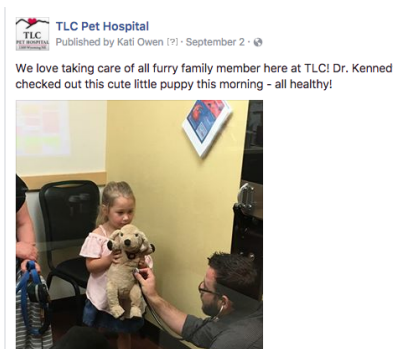 TLC
PET HOSPITAL
TLC Pet Hospital
Published by Kati Owen [?] · September 2 ·
We love taking care of all furry family member here at TLC! Dr. Kenned
checked out this cute little puppy this morning - all healthy!